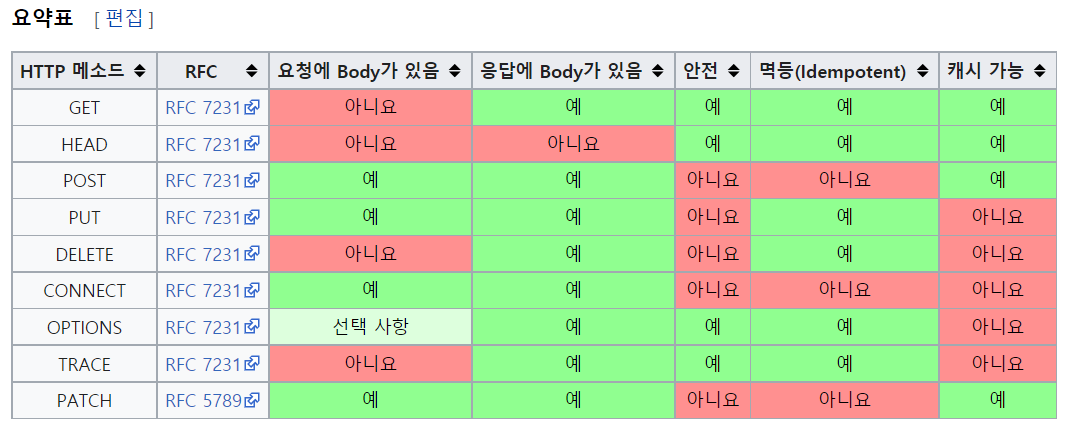 요약표 [ 편집 ]
HTTP 메소드 RFC 요청에 Body가 있음 응답에 Body가 있음 안전 멱등(Idempotent) 캐시 가능
GET RFC 7231 아니요 예 예 예 예
HEAD RFC 7231 아니요 아니요 예 예 예
POST RFC 7231 예 예 아니요 아니요 예
PUT RFC 7231 예 예 아니요 예 아니요
DELETE RFC 7231 아니요 예 아니요 예 아니요
CONNECT RFC 7231 예 예 아니요 아니요 아니요
OPTIONS RFC 7231 선택 사항 예 예 예 아니요
TRACE RFC 7231 아니요 예 예 예 아니요
PATCH RFC 5789 예 예 아니요 아니요 예